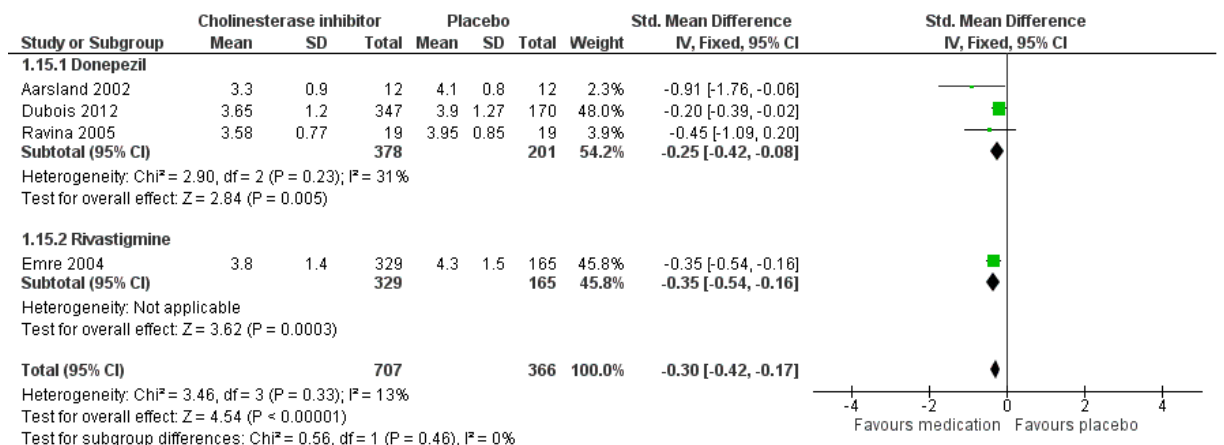 Cholinesterase inhibitor Placebo Std. Mean Difference Std. Mean Difference
Study or Subgroup Mean SD Total Mean SD Total Weight IV, Fixed, 95% CI IV, Fixed, 95% CI
1.15.1 Donepezil
Aarsland 2002 3.3 0.9 12 4.1 0.8 12 2.3% -0.91 [-1.76, -0.06]
Dubois 2012 3.65 1.2 347 3.9 1.27 170 48.0% -0.20 [-0.39, -0.02]
Ravina 2005 3.58 0.77 19 3.95 0.85 19 3.9% -0.45 [-1.09, 0.20]
Subtotal (95% CI) 378 201 54.2% -0.25 [-0.42, -0.08]
Heterogeneity: Chi² = 2.90, df = 2 (P = 0.23); I² = 31%
Test for overall effect: Z = 2.84 (P = 0.005)
1.15.2 Rivastigmine
Emre 2004 3.8 1.4 329 4.3 1.5 165 45.8% -0.35 [-0.54, -0.16]
Subtotal (95% CI) 329 165 45.8% -0.35 [-0.54, -0.16]
Heterogeneity: Not applicable
Test for overall effect: Z = 3.62 (P = 0.0003)
Total (95% CI) 707 366 100.0% -0.30 [-0.42, -0.17]
Heterogeneity: Chi² = 3.46, df = 3 (P = 0.33); I² = 13%
Test for overall effect: Z = 4.54 (P < 0.00001)
Test for subgroup differences: Chi² = 0.56, df = 1 (P = 0.46), I² = 0%
-4 -2 0 2 4
Favours medication Favours placebo